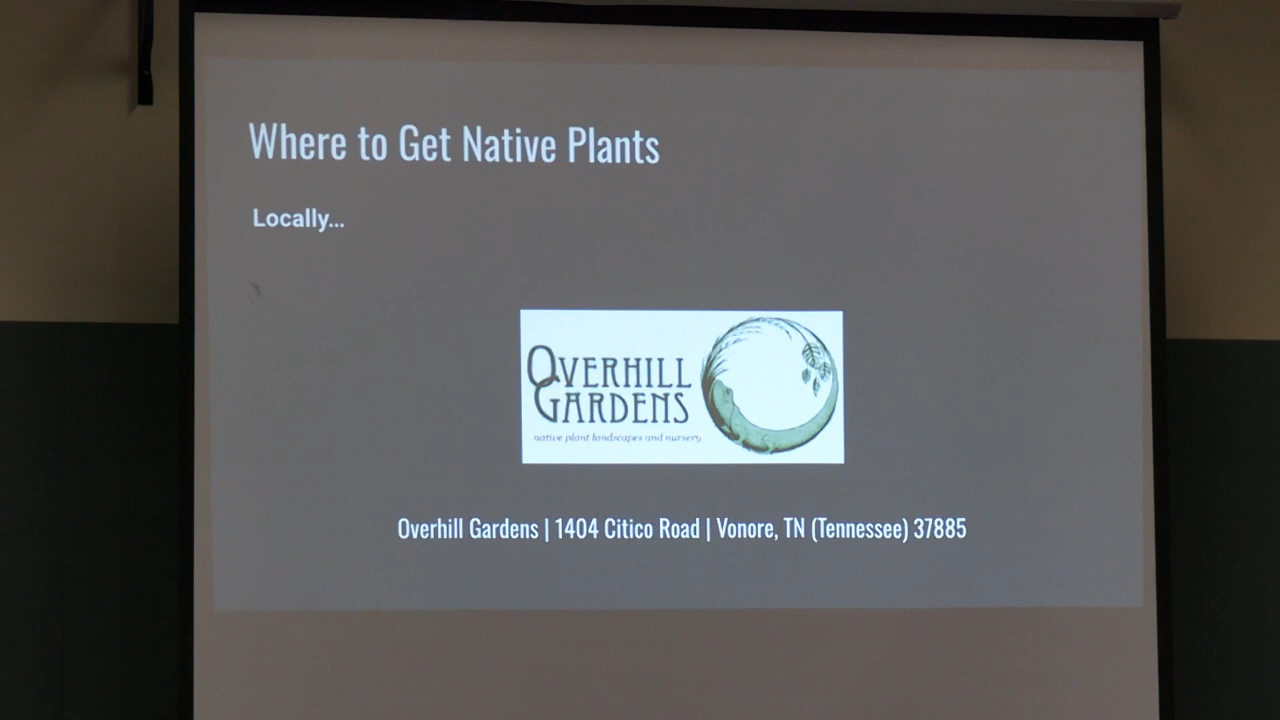 Where to Get Native Plants
Locally...
OVERHILL
GARDENS
native plant landscapes and nursery
Overhill Gardens | 1404 Citico Road | Vonore, TN (Tennessee) 37885